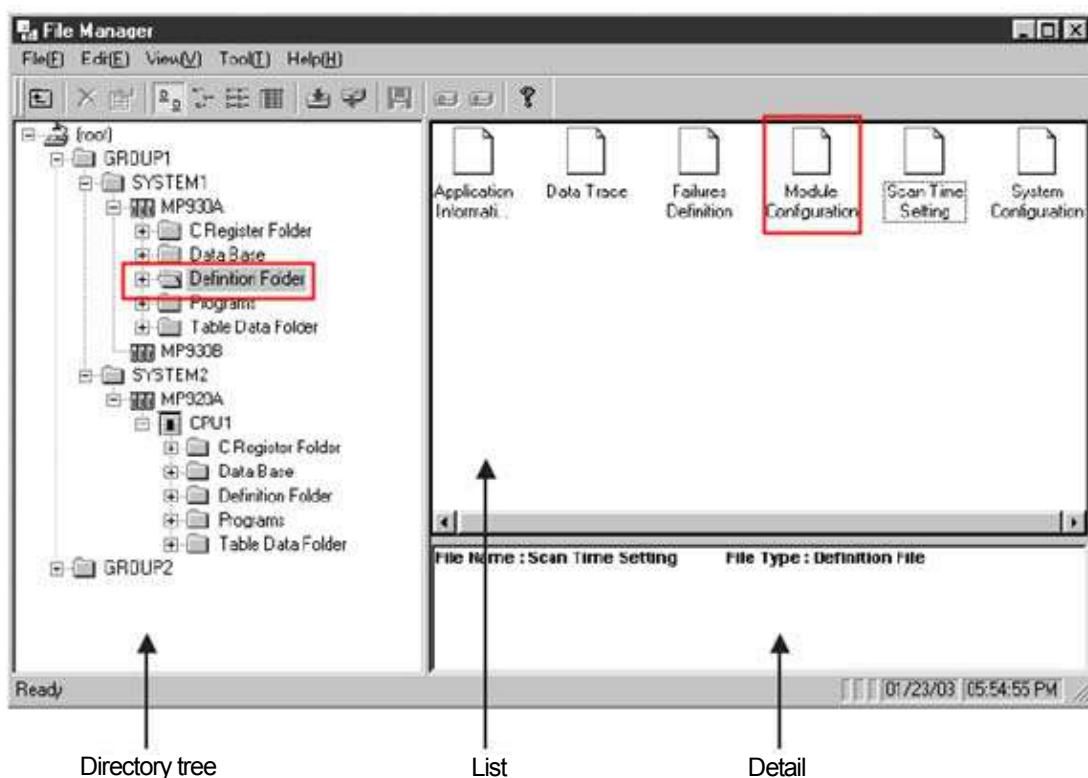 File Manager
File(F) Edit(E) View(V) Tool(T) Help(H)
(root)
GROUP1
SYSTEM1
MP930A
C Register Folder
Data Base
Definition Folder
Programs
Table Data Folder
MP930B
SYSTEM2
MP920A
CPU1
C Register Folder
Data Base
Definition Folder
Programs
Table Data Folder
GROUP2
Application Informati...
Data Trace
Failures Definition
Module Configuration
Scan Time Setting
System Configuration
File Name : Scan Time Setting File Type : Definition File
Ready
01/23/03 05:54:55 PM
Directory tree
List
Detail